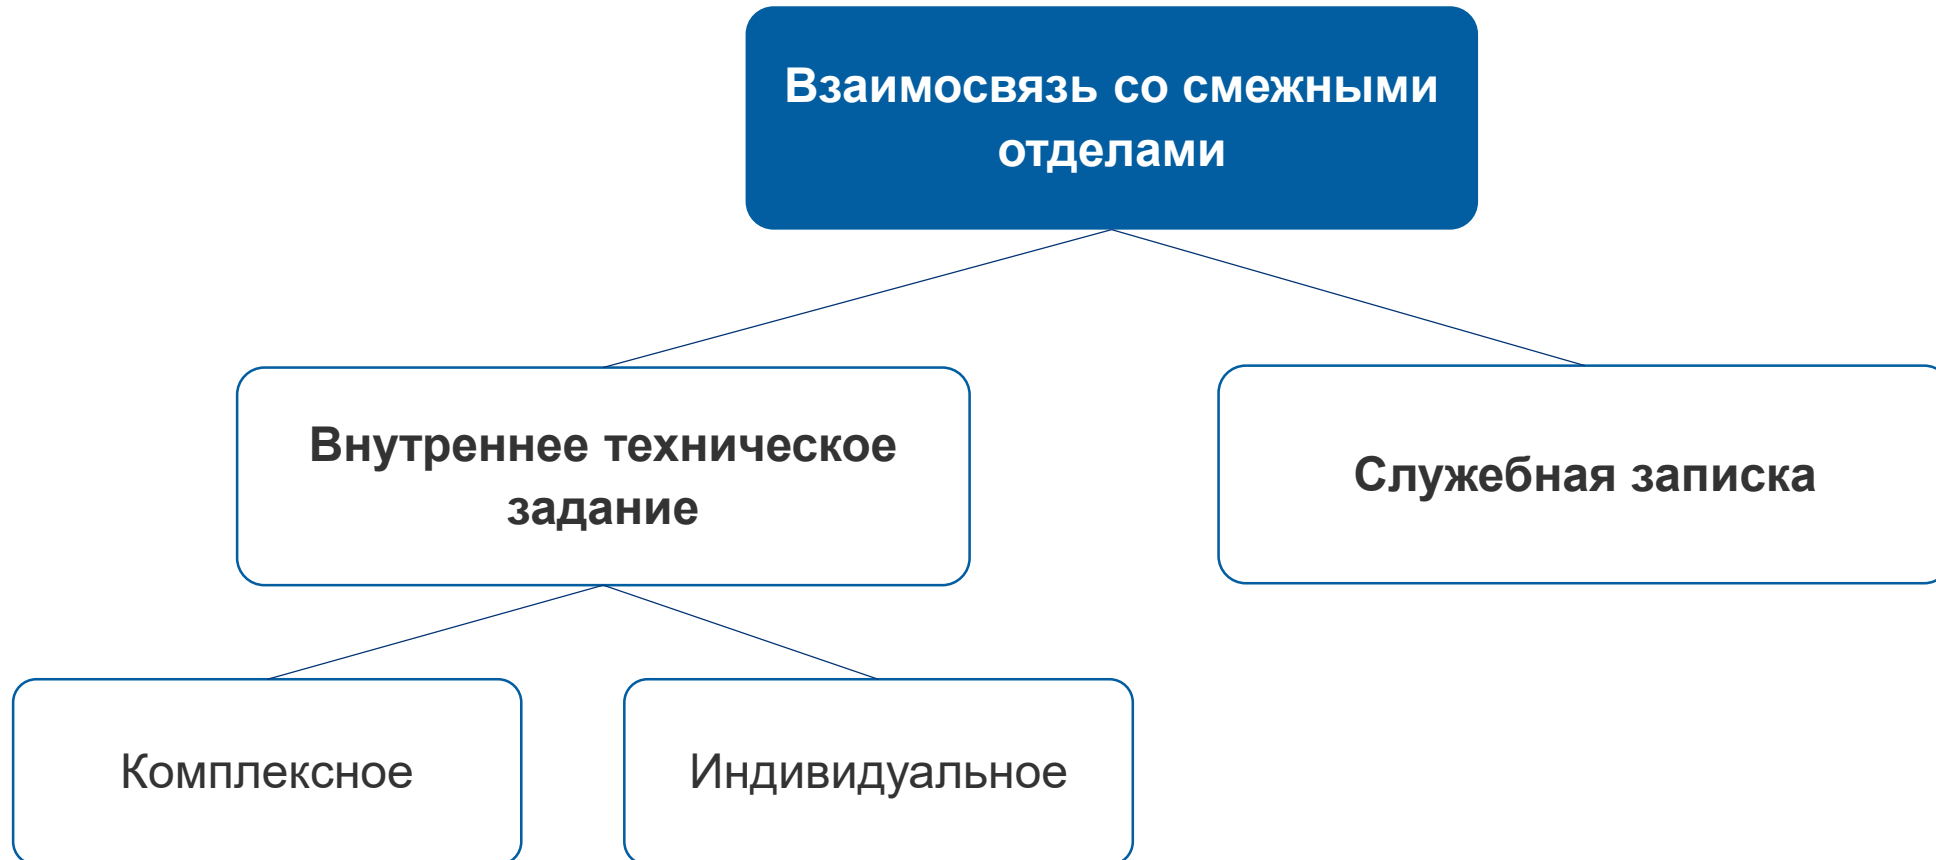 Взаимосвязь со смежными
отделами
Внутреннее техническое
задание
Служебная записка
Комплексное
Индивидуальное